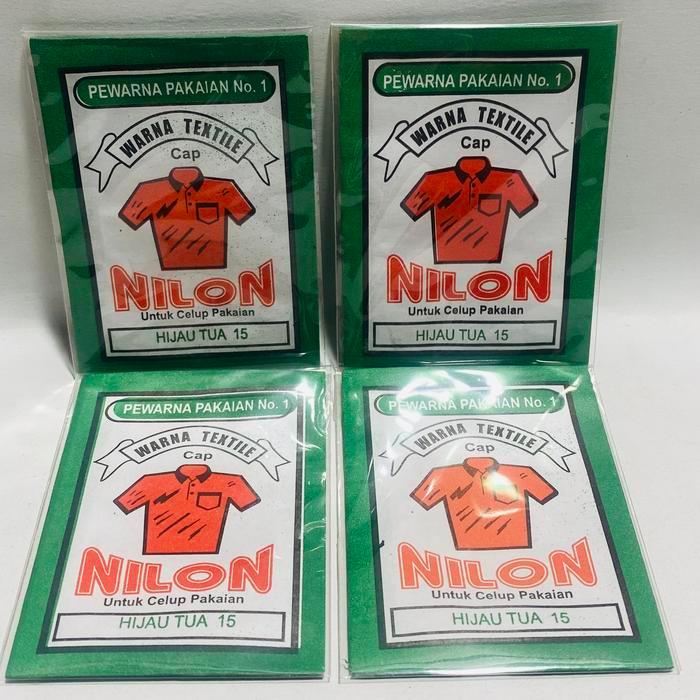 PEWARNA PAKAIAN No. 1
WARNA TEXTILE
Cap
NILON
Untuk Celup Pakaian
HIJAU TUA 15
PEWARNA PAKAIAN No. 1
WARNA TEXTILE
Cap
NILON
Untuk Celup Pakaian
HIJAU TUA 15
PEWARNA PAKAIAN No. 1
WARNA TEXTILE
Cap
NILON
Untuk Celup Pakaian
HIJAU TUA 15
PEWARNA PAKAIAN No. 1
WARNA TEXTILE
Cap
NILON
Untuk Celup Pakaian
HIJAU TUA 15